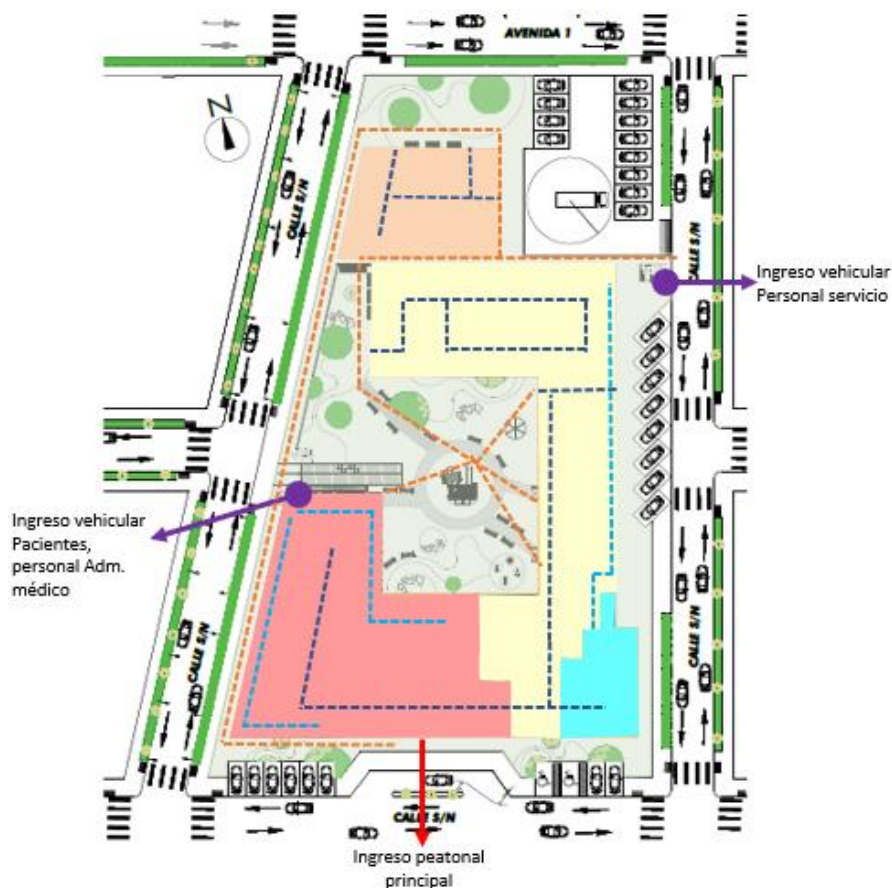 AVENIDA 1
N
CALLE S/N
CALLE S/N
Ingreso vehicular
Personal servicio
Ingreso vehicular
Pacientes,
personal Adm.
médico
CALLE S/N
CALLE S/N
CALLE S/N
Ingreso peatonal
principal